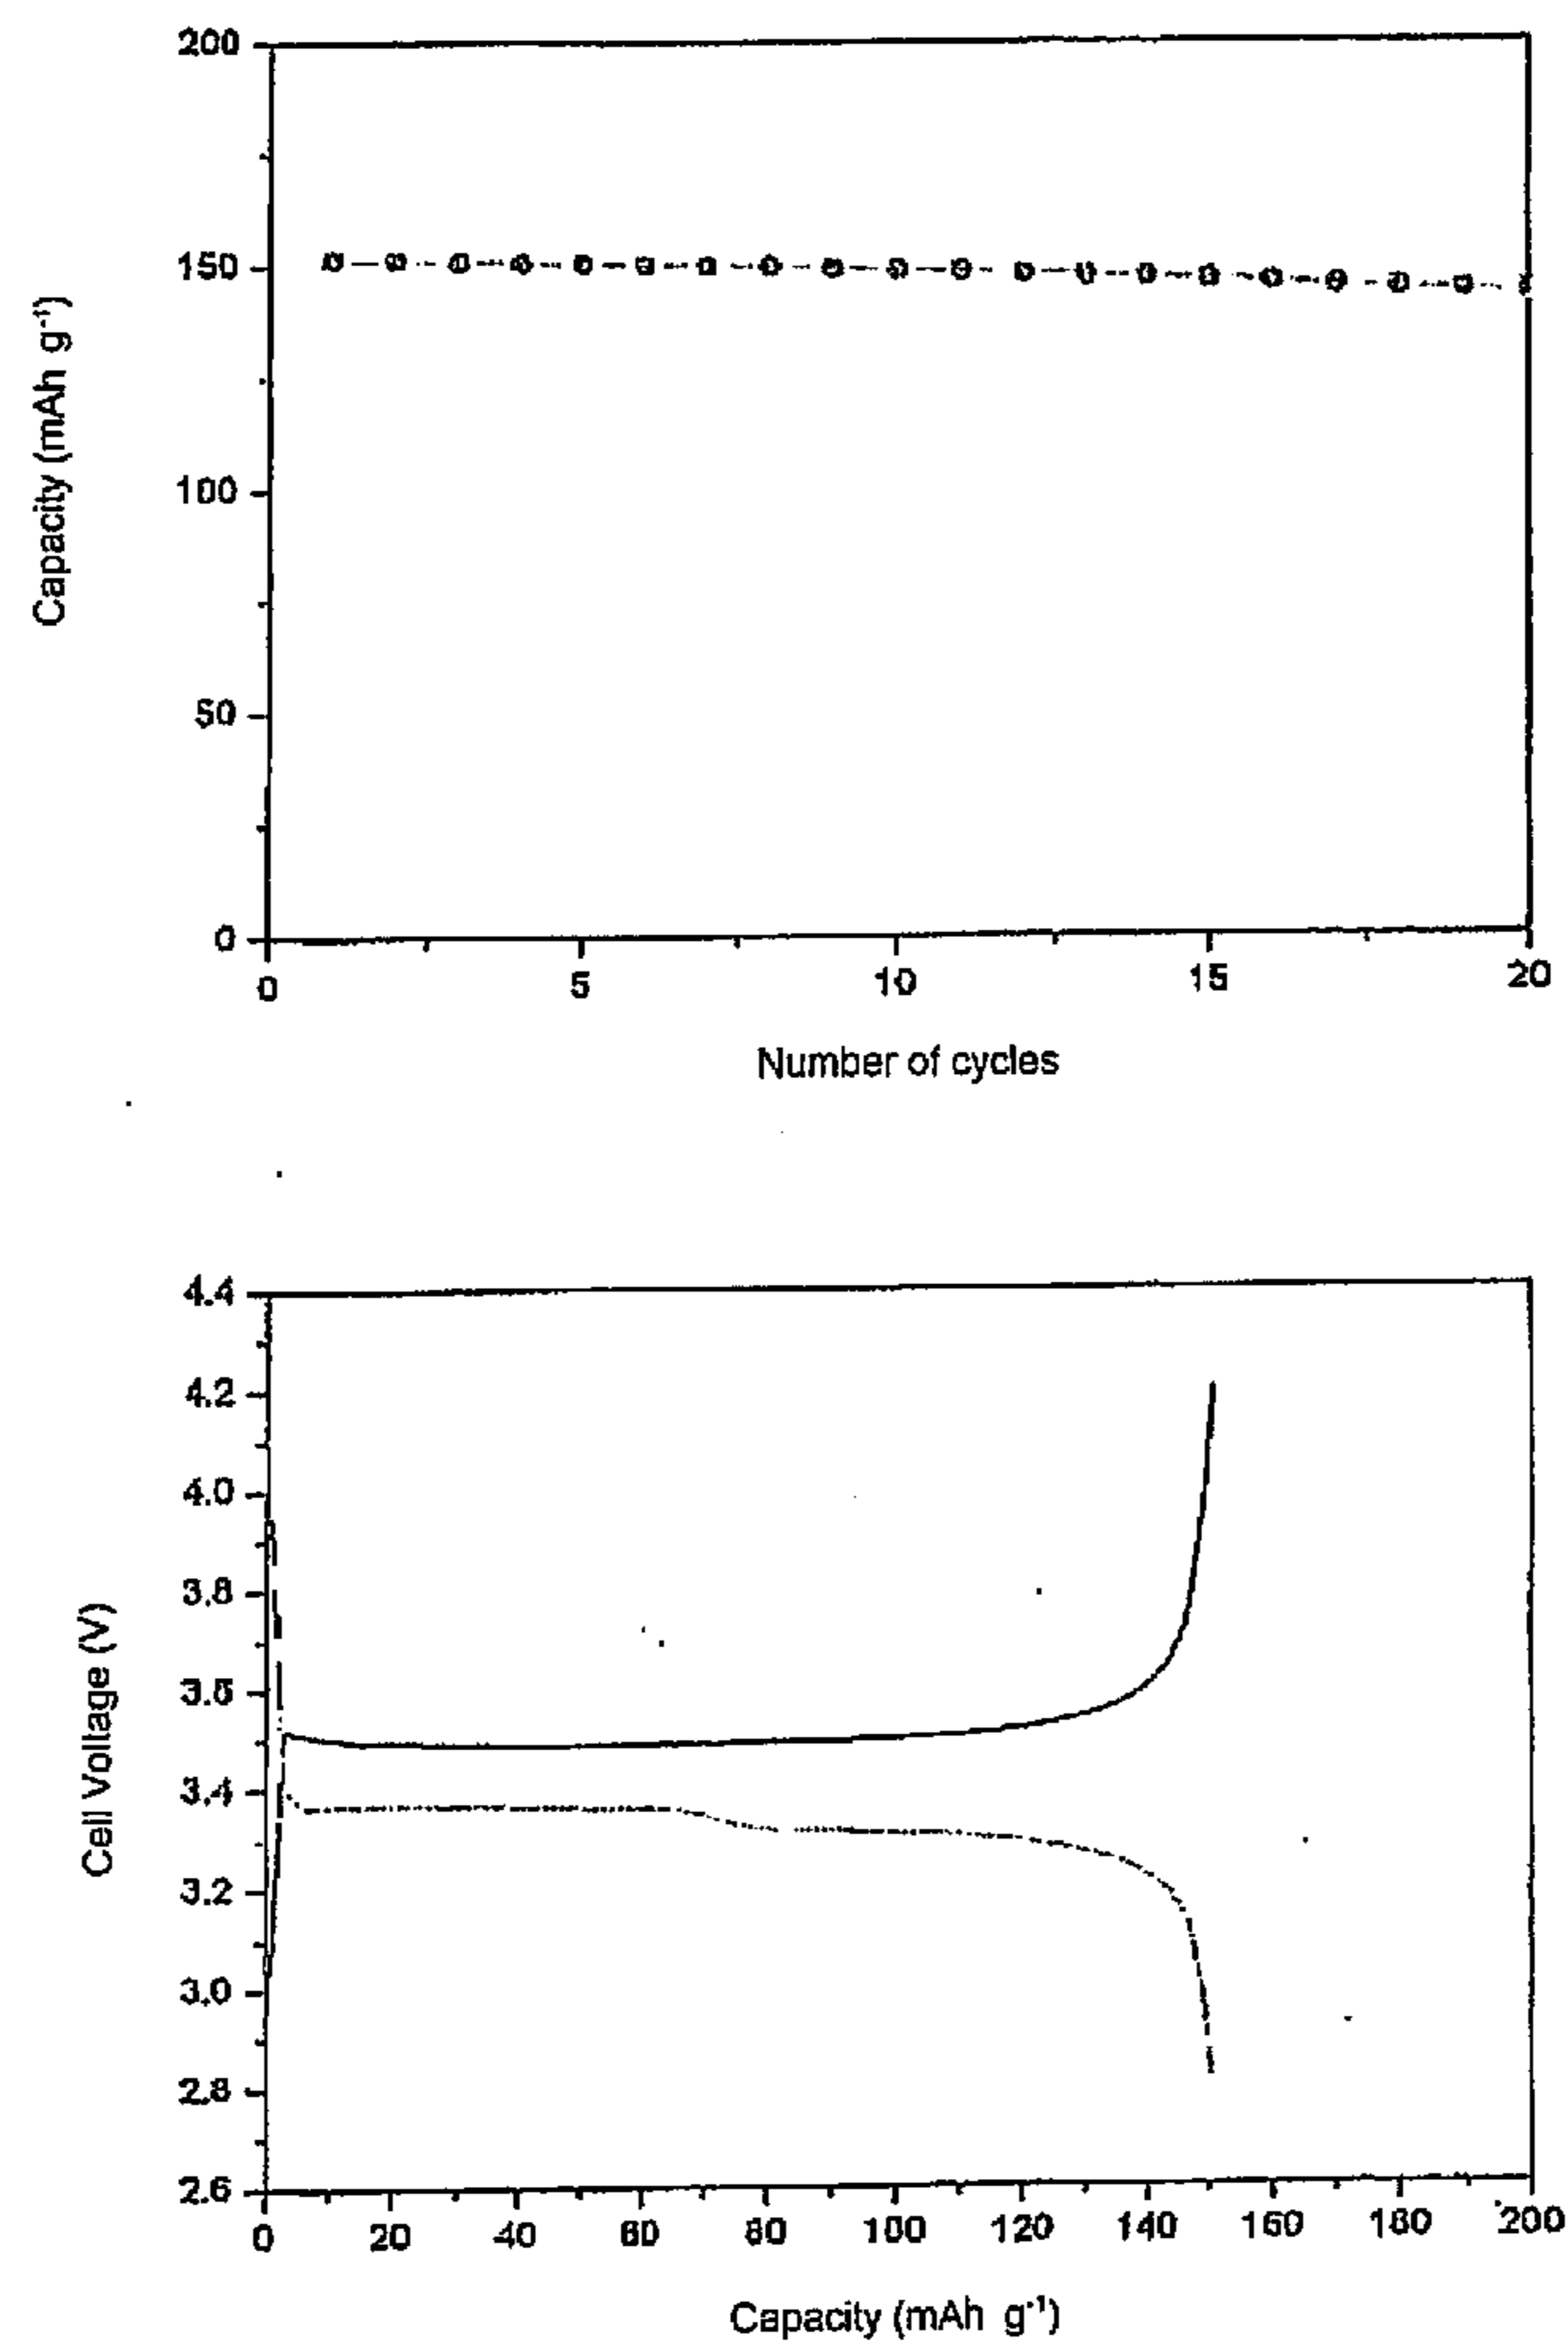 200
150
100
50
0
Capacity (mAh g-1)
0 5 10 15 20
Number of cycles
4.4
4.2
4.0
3.8
3.6
3.4
3.2
3.0
2.8
2.6
Cell Voltage (V)
0 20 40 60 80 100 120 140 160 180 200
Capacity (mAh g-1)